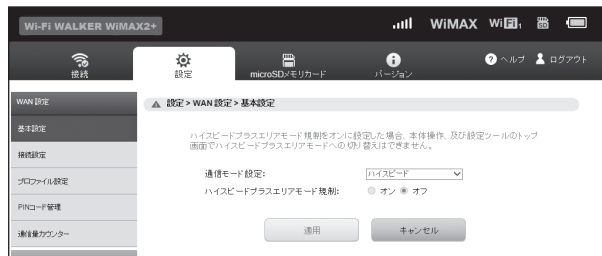 Wi-Fi WALKER WiMAX2+
WiMAX Wi Fi 1 SD
接続 設定 microSDメモリカード バージョン ? ヘルプ ログアウト
WAN 設定
設定 > WAN 設定 > 基本設定
基本設定
ハイスピードプラスエリアモード規制をオンに設定した場合、本体操作、及び設定ツールのトップ
画面でハイスピードプラスエリアモードへの切り替えはできません。
接続設定
通信モード設定: ハイスピード
プロファイル設定
ハイスピードプラスエリアモード規制: オン オフ
PINコード管理
通信量カウンター
適用 キャンセル